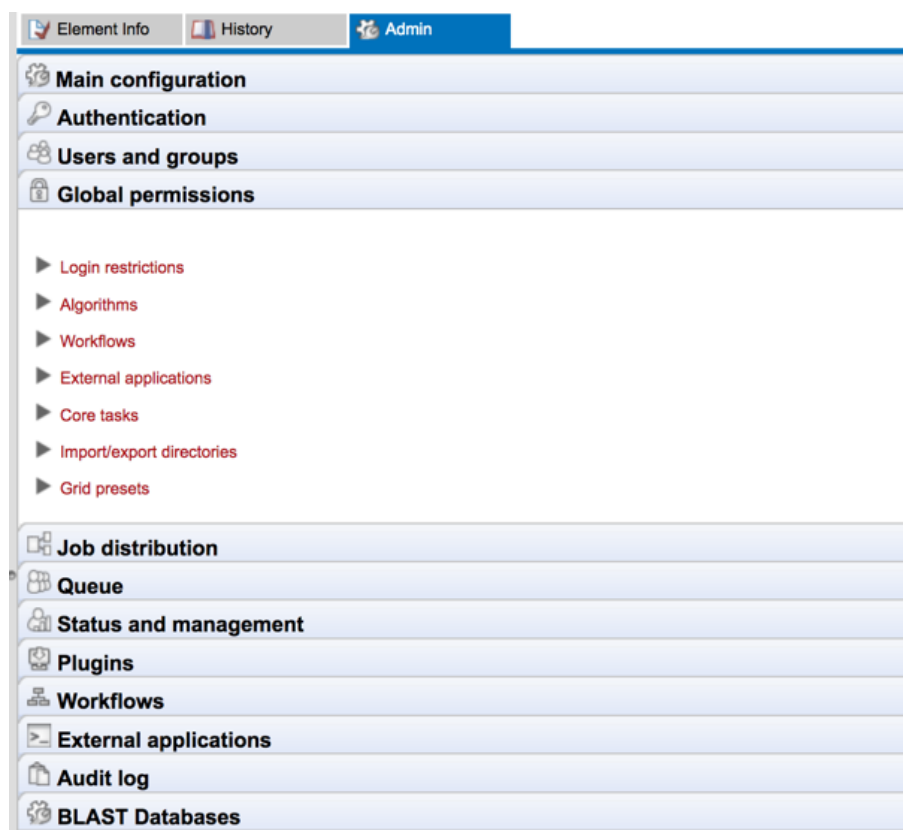 Element Info History Admin
Main configuration
Authentication
Users and groups
Global permissions
Login restrictions
Algorithms
Workflows
External applications
Core tasks
Import/export directories
Grid presets
Job distribution
Queue
Status and management
Plugins
Workflows
External applications
Audit log
BLAST Databases